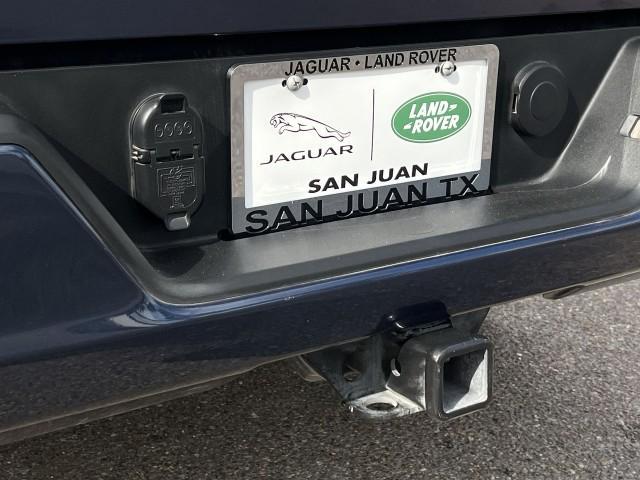 JAGUAR • LAND ROVER
JAGUAR
LAND-
-ROVER
SAN JUAN
SAN JUAN TX